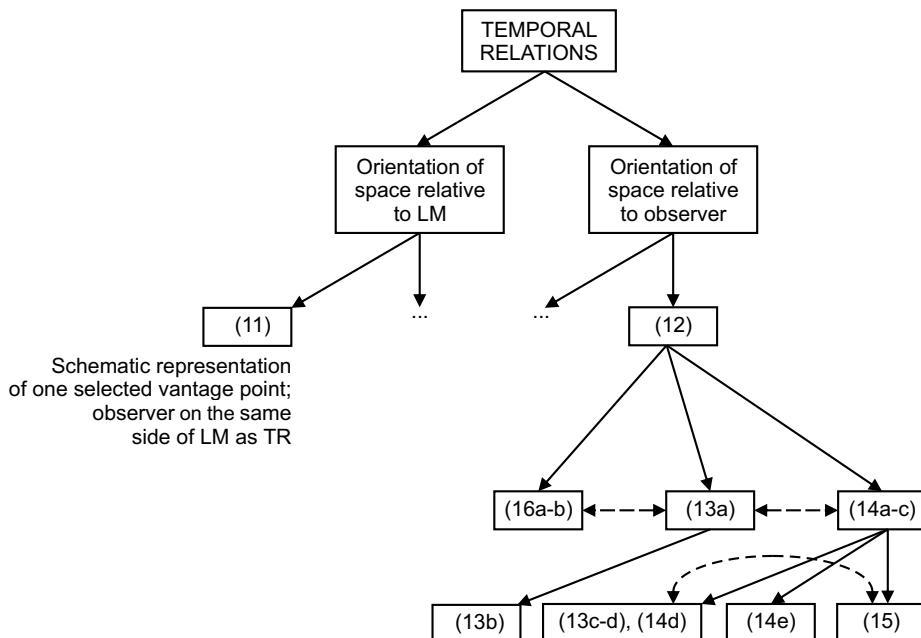 TEMPORAL
RELATIONS
Orientation of
space relative
to LM
Orientation of
space relative
to observer
(11)
...
...
(12)
Schematic representation
of one selected vantage point;
observer on the same
side of LM as TR
(16a-b)
(13a)
(14a-c)
(13b)
(13c-d), (14d)
(14e)
(15)